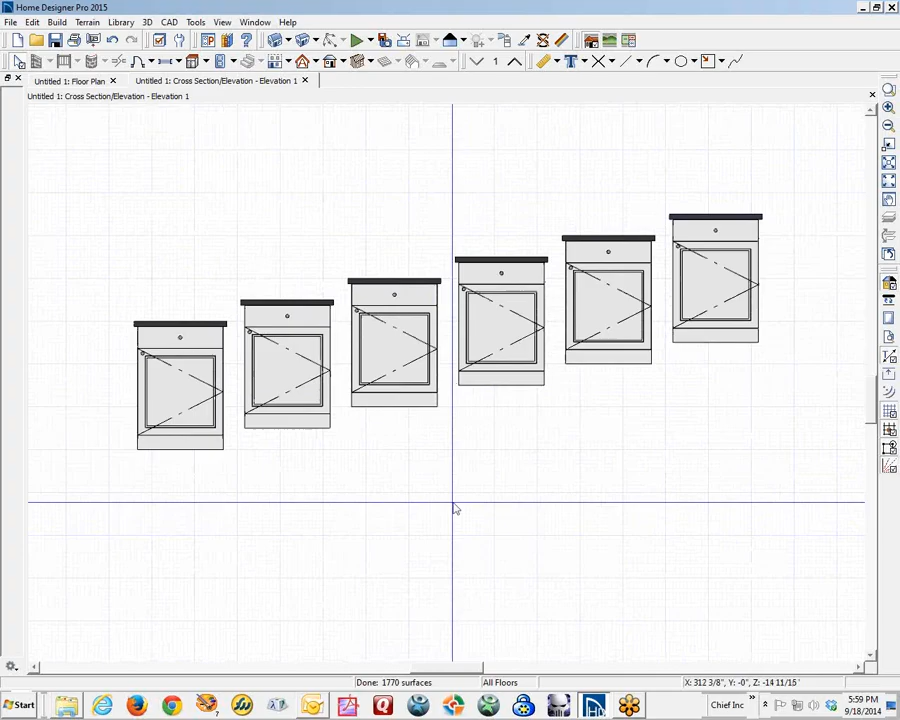 Home Designer Pro 2015
File Edit Build Terrain Library 3D CAD Tools View Window Help
1
Untitled 1: Floor Plan Untitled 1: Cross Section/Elevation - Elevation 1
Untitled 1: Cross Section/Elevation - Elevation 1
Done: 1770 surfaces All Floors X: 312 3/8", Y: -0", Z: -14 11/16"
Start Chief Inc 5:59 PM
9/18/2014